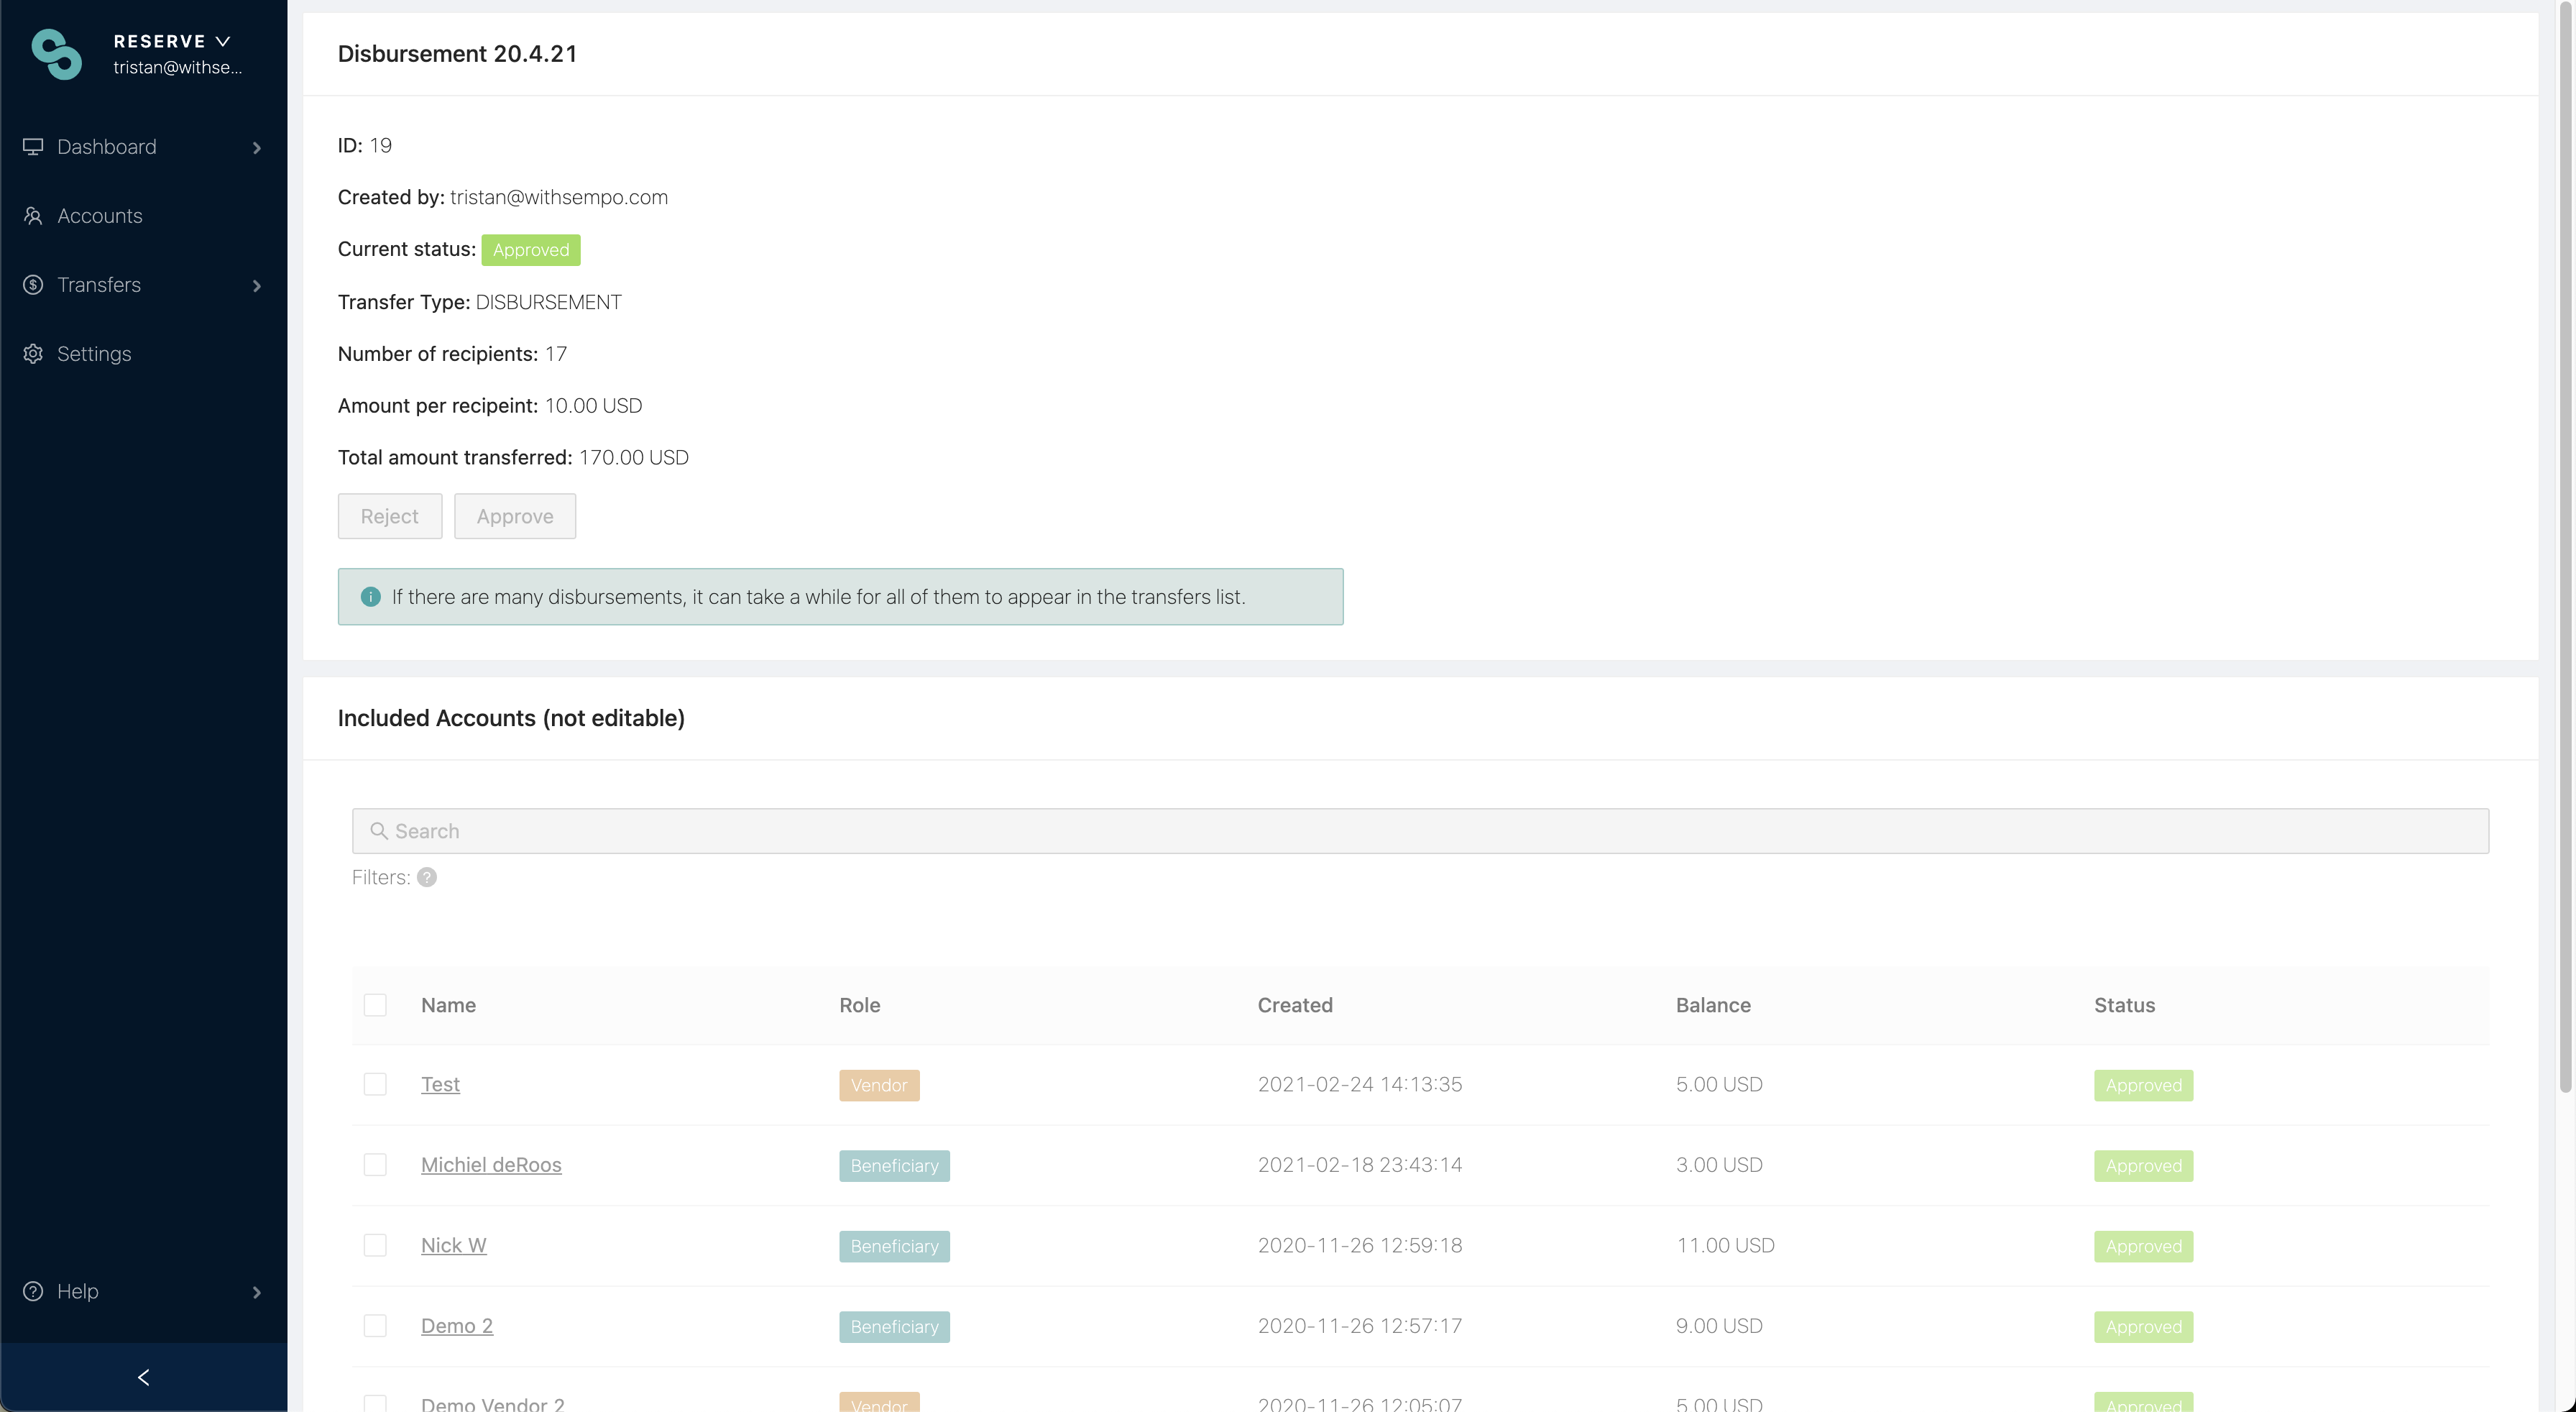 RESERVE
tristan@withse...
Dashboard
Accounts
Transfers
Settings
Help
Disbursement 20.4.21
ID: 19
Created by: tristan@withsempo.com
Current status: Approved
Transfer Type: DISBURSEMENT
Number of recipients: 17
Amount per recipeint: 10.00 USD
Total amount transferred: 170.00 USD
Reject Approve
If there are many disbursements, it can take a while for all of them to appear in the transfers list.
Included Accounts (not editable)
Search
Filters:
Name Role Created Balance Status
Test Vendor 2021-02-24 14:13:35 5.00 USD Approved
Michiel deRoos Beneficiary 2021-02-18 23:43:14 3.00 USD Approved
Nick W Beneficiary 2020-11-26 12:59:18 11.00 USD Approved
Demo 2 Beneficiary 2020-11-26 12:57:17 9.00 USD Approved
Demo Vendor 2 Vendor 2020-11-26 12:05:07 5.00 USD Approved